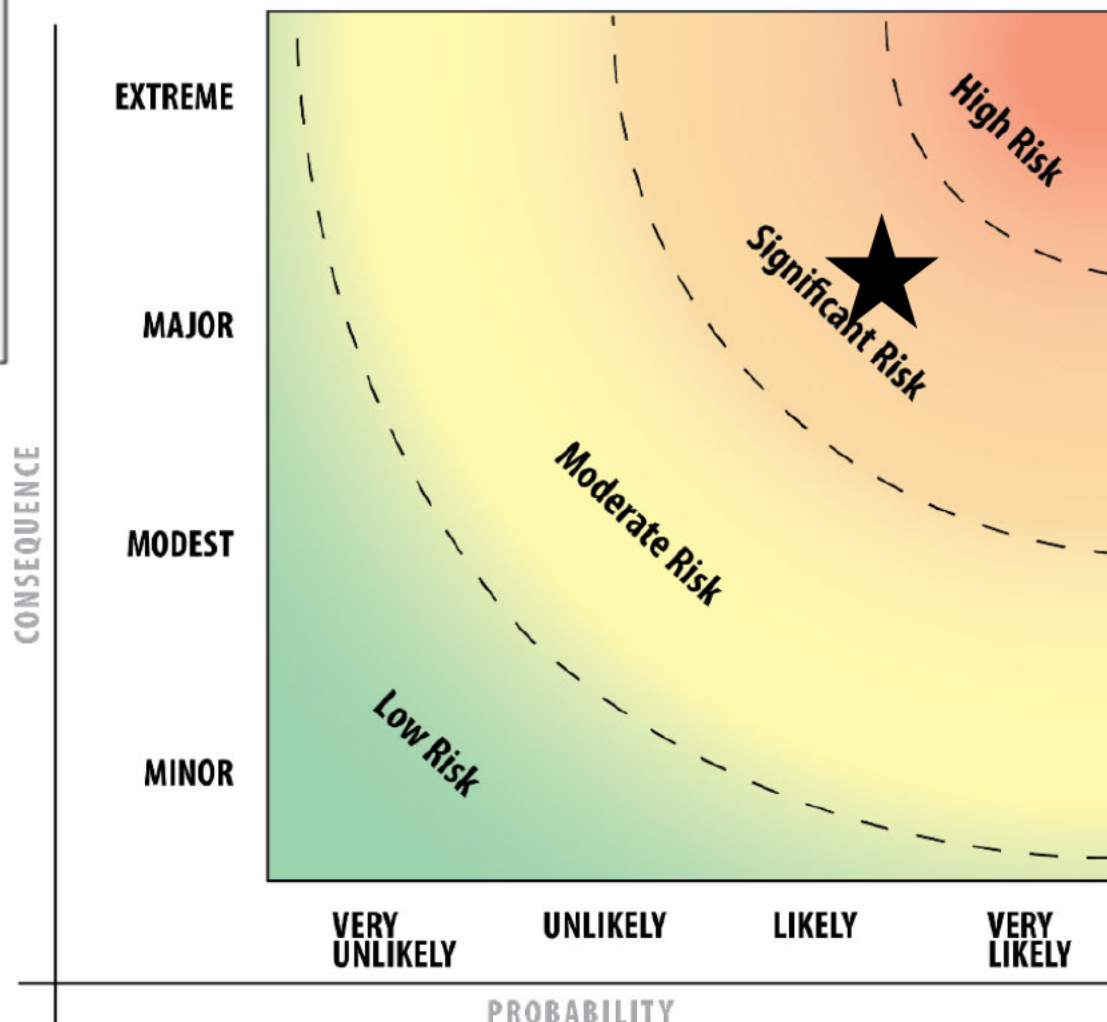 EXTREME
MAJOR
MODEST
MINOR
CONSEQUENCE
High Risk
Significant Risk
Moderate Risk
Low Risk
VERY
UNLIKELY
UNLIKELY
LIKELY
VERY
LIKELY
PROBABILITY